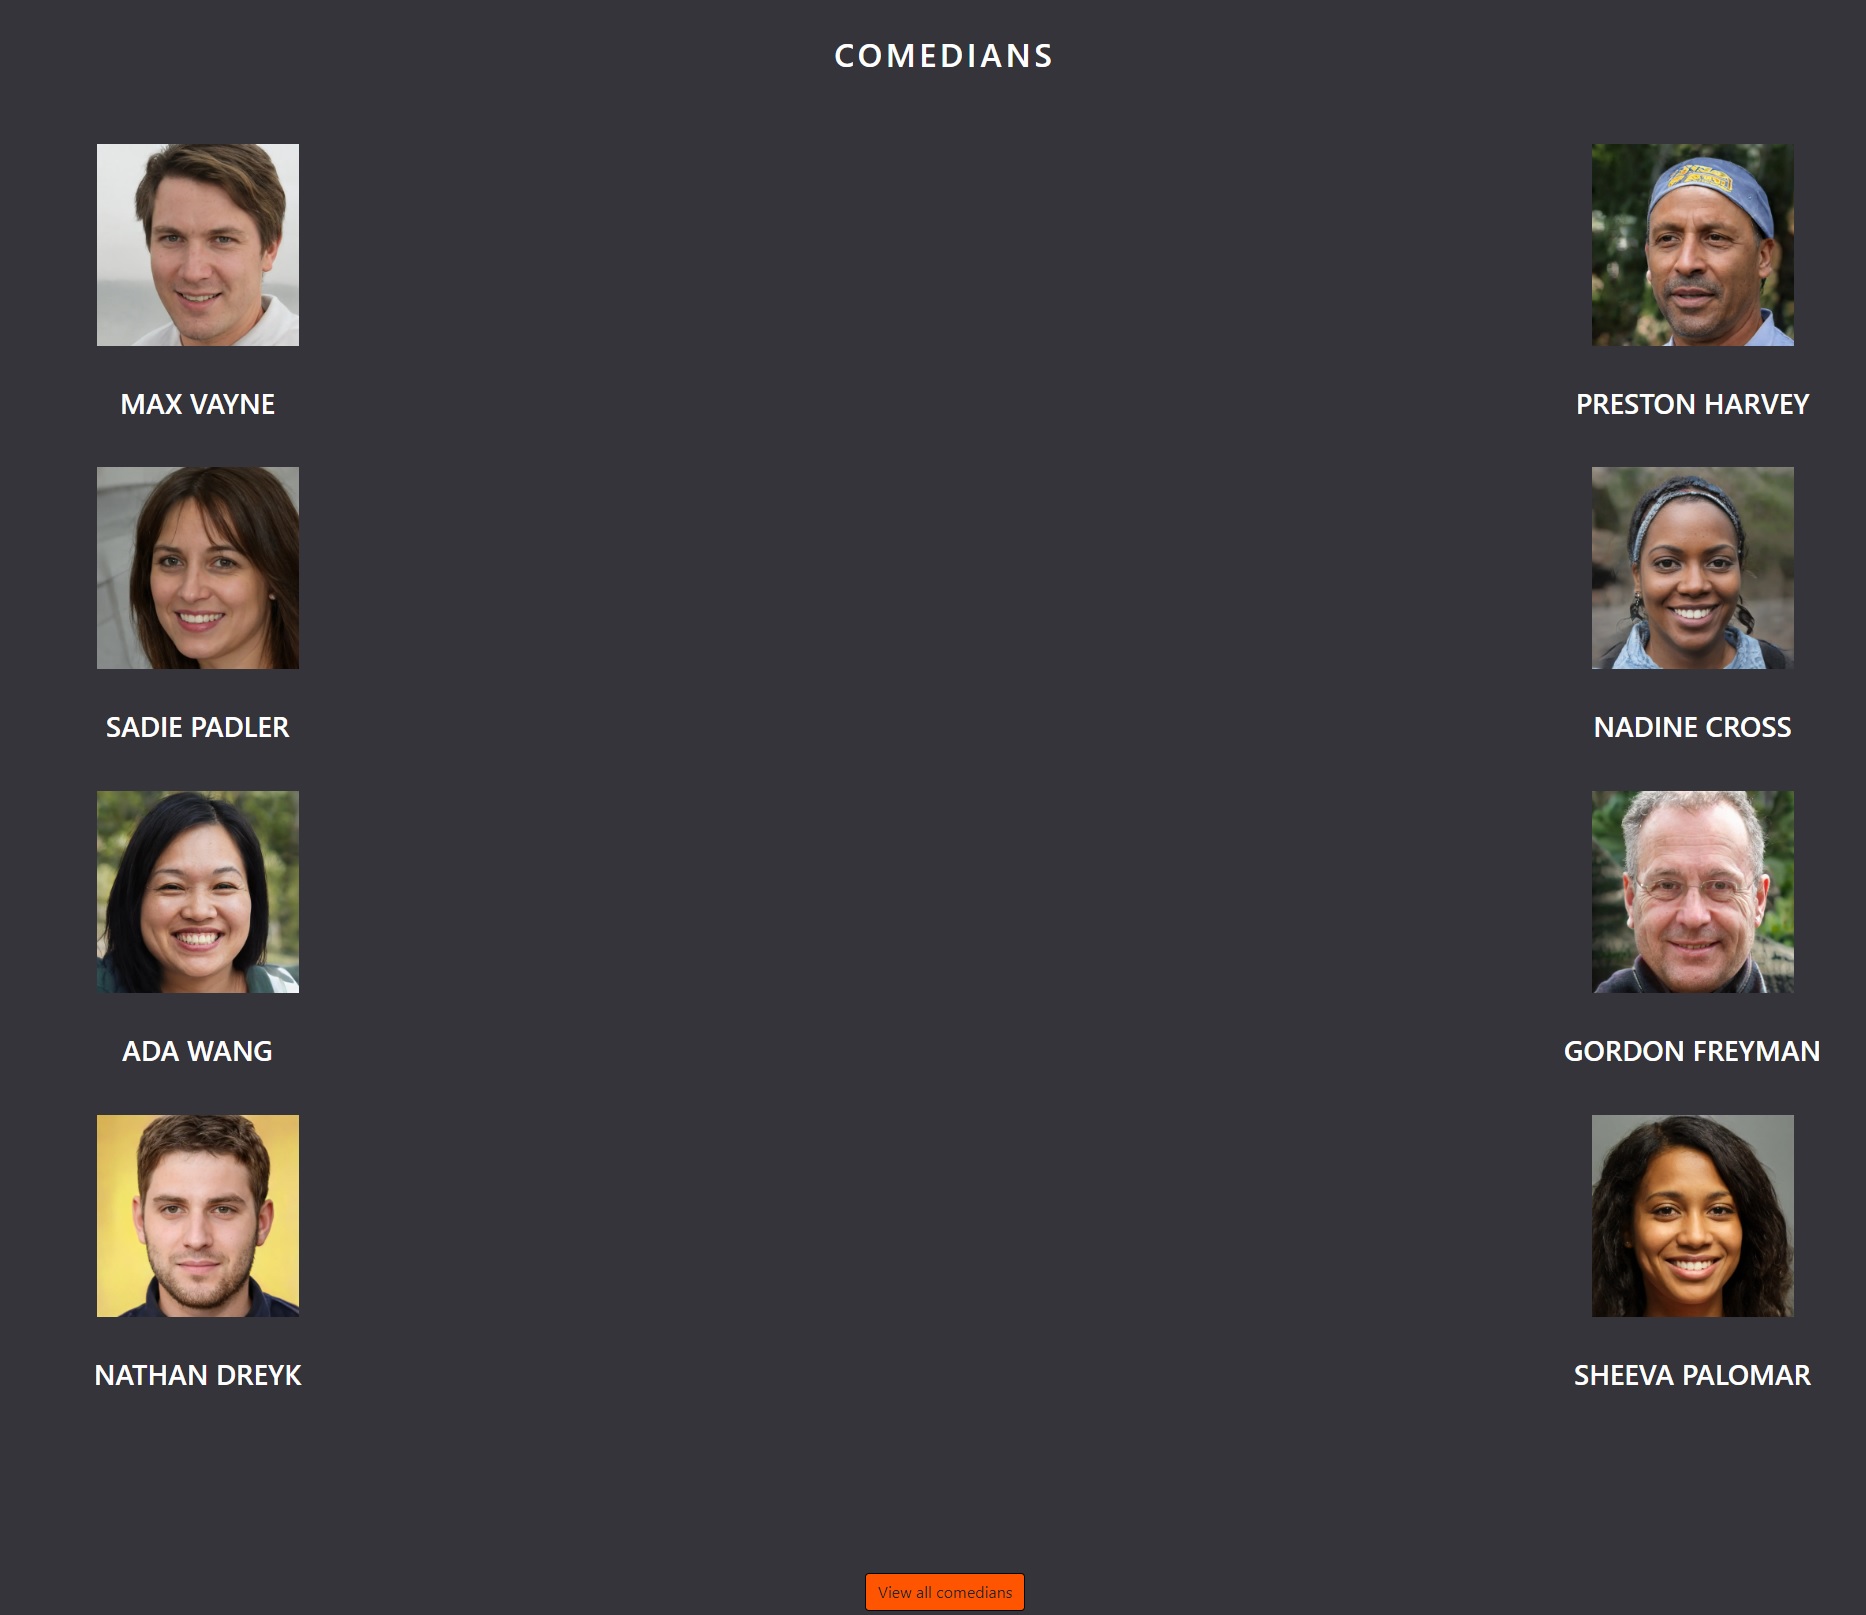 COMEDIANS
MAX VAYNE
PRESTON HARVEY
SADIE PADLER
NADINE CROSS
ADA WANG
GORDON FREYMAN
NATHAN DREYK
SHEEVA PALOMAR
View all comedians